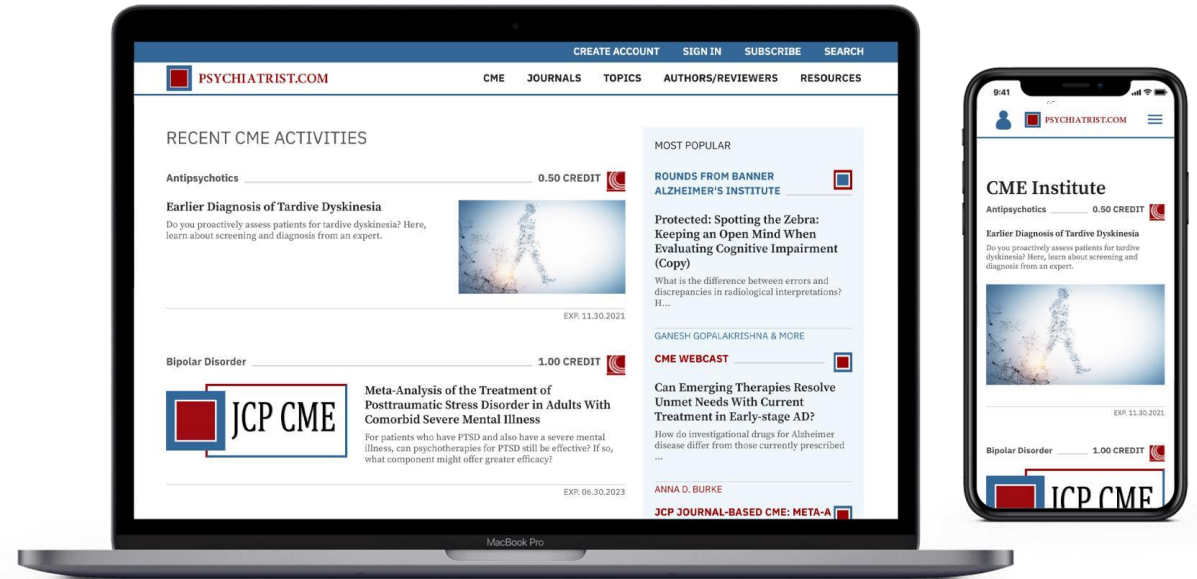 CREATE ACCOUNT SIGN IN SUBSCRIBE SEARCH
PSYCHIATRIST.COM CME JOURNALS TOPICS AUTHORS/REVIEWERS RESOURCES
RECENT CME ACTIVITIES
Antipsychotics 0.50 CREDIT
Earlier Diagnosis of Tardive Dyskinesia
Do you proactively assess patients for tardive dyskinesia? Here,
learn about screening and diagnosis from an expert.
EXP. 11.30.2021
Bipolar Disorder 1.00 CREDIT
JCP CME
Meta-Analysis of the Treatment of
Posttraumatic Stress Disorder in Adults With
Comorbid Severe Mental Illness
For patients who have PTSD and also have a severe mental
illness, can psychotherapies for PTSD still be effective? If so,
what component might offer greater efficacy?
EXP. 06.30.2023
MOST POPULAR
ROUNDS FROM BANNER
ALZHEIMER'S INSTITUTE
Protected: Spotting the Zebra:
Keeping an Open Mind When
Evaluating Cognitive Impairment
(Copy)
What is the difference between errors and
discrepancies in radiological interpretations?
H...
GANESH GOPALAKRISHNA & MORE
CME WEBCAST
Can Emerging Therapies Resolve
Unmet Needs With Current
Treatment in Early-stage AD?
How do investigational drugs for Alzheimer
disease differ from those currently prescribed
...
ANNA D. BURKE
JCP JOURNAL-BASED CME: META-A
MacBook Pro
9:41
PSYCHIATRIST.COM
CME Institute
Antipsychotics 0.50 CREDIT
Earlier Diagnosis of Tardive Dyskinesia
Do you proactively assess patients for tardive
dyskinesia? Here, learn about screening and
diagnosis from an expert.
EXP. 11.30.2021
Bipolar Disorder 1.00 CREDIT
JCP CME